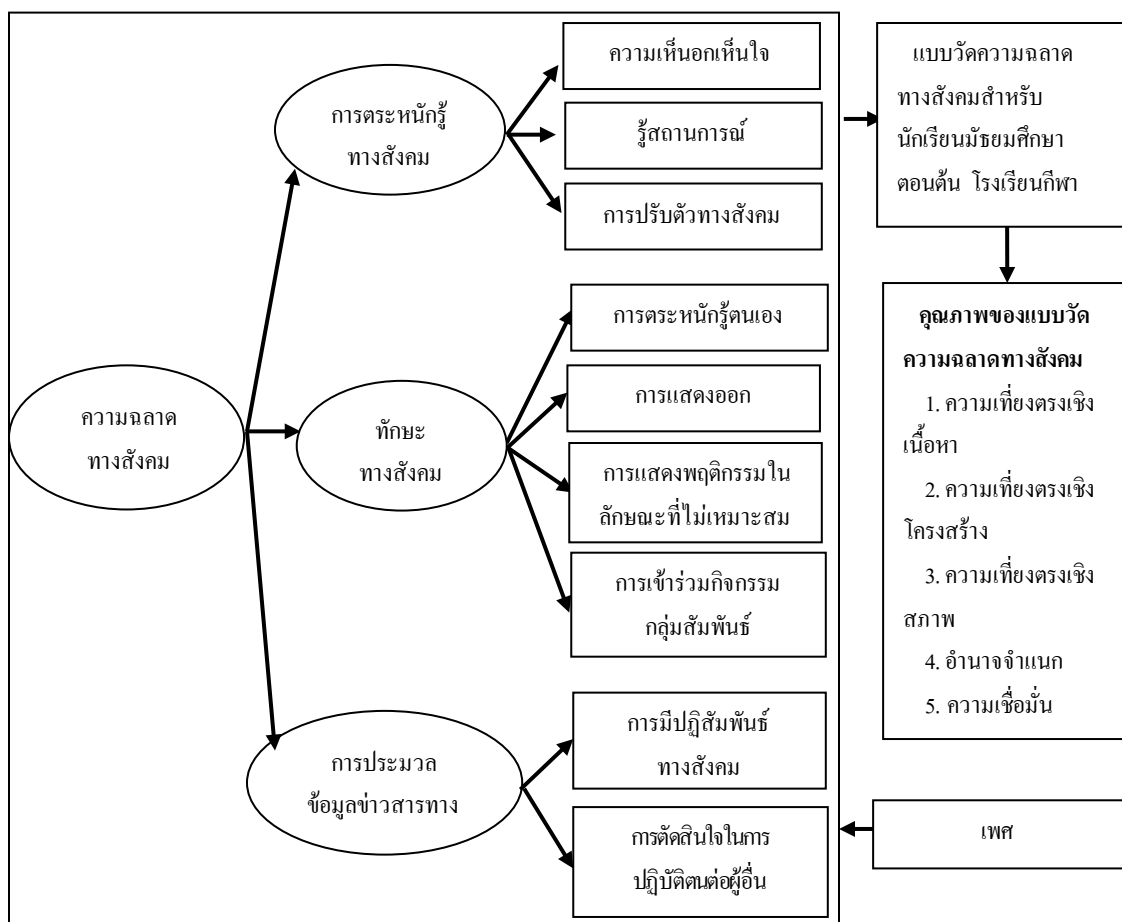 ความฉลาด
ทางสังคม
การตระหนักรู้
ทางสังคม
ความเห็นอกเห็นใจ
รู้สถานการณ์
การปรับตัวทางสังคม
ทักษะ
ทางสังคม
การตระหนักรู้ตนเอง
การแสดงออก
การแสดงพฤติกรรมใน
ลักษณะที่ไม่เหมาะสม
การเข้าร่วมกิจกรรม
กลุ่มสัมพันธ์
การประมวล
ข้อมูลข่าวสารทาง
การมีปฏิสัมพันธ์
ทางสังคม
การตัดสินใจในการ
ปฏิบัติตนต่อผู้อื่น
แบบวัดความฉลาด
ทางสังคมสำหรับ
นักเรียนมัธยมศึกษา
ตอนต้น โรงเรียนกีฬา
คุณภาพของแบบวัด
ความฉลาดทางสังคม
1. ความเที่ยงตรงเชิง
เนื้อหา
2. ความเที่ยงตรงเชิง
โครงสร้าง
3. ความเที่ยงตรงเชิง
สภาพ
4. อำนาจจำแนก
5. ความเชื่อมั่น
เพศ